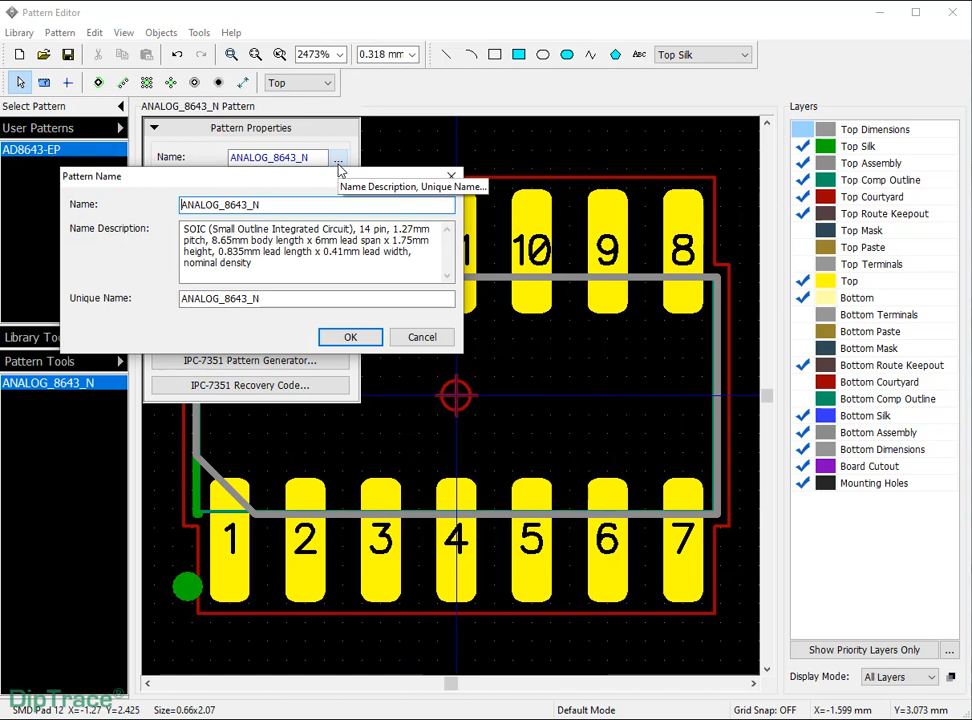 Pattern Editor
Library Pattern Edit View Objects Tools Help
2473% 0.318 mm ABC Top Silk
Top
Select Pattern
User Patterns
AD8643-EP
ANALOG_8643_N Pattern
Pattern Properties
Name: ANALOG_8643_N ...
Name Description, Unique Name...
Pattern Name
Name: ANALOG_8643_N
Name Description: SOIC (Small Outline Integrated Circuit), 14 pin, 1.27mm
pitch, 8.65mm body length x 6mm lead span x 1.75mm
height, 0.835mm lead length x 0.41mm lead width,
nominal density
Unique Name: ANALOG_8643_N
OK Cancel
IPC-7351 Pattern Generator...
IPC-7351 Recovery Code...
Pattern Tools
ANALOG_8643_N
10 9 8
1 2 3 4 5 6 7
Layers
Top Dimensions
Top Silk
Top Assembly
Top Comp Outline
Top Courtyard
Top Route Keepout
Top Mask
Top Paste
Top Terminals
Top
Bottom
Bottom Terminals
Bottom Paste
Bottom Mask
Bottom Route Keepout
Bottom Courtyard
Bottom Comp Outline
Bottom Silk
Bottom Assembly
Bottom Dimensions
Board Cutout
Mounting Holes
Show Priority Layers Only ...
Display Mode: All Layers
DipTrace®
SMD Pad 12 X=-1.27 Y=2.425 Size=0.66x2.07 Default Mode Grid Snap: OFF X=-1.599 mm Y=3.073 mm